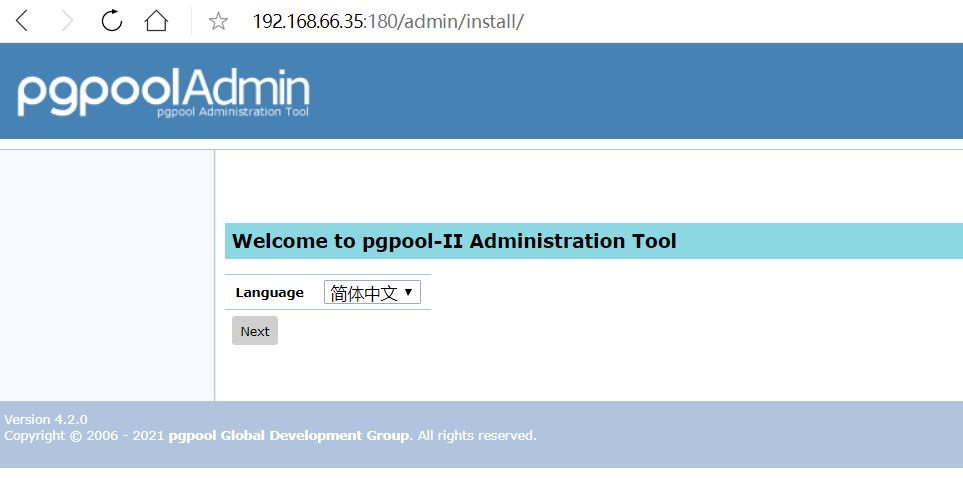 192.168.66.35:180/admin/install/
pgpoolAdmin
pgpool Administration Tool
Welcome to pgpool-II Administration Tool
Language 简体中文
Next
Version 4.2.0
Copyright © 2006 - 2021 pgpool Global Development Group. All rights reserved.